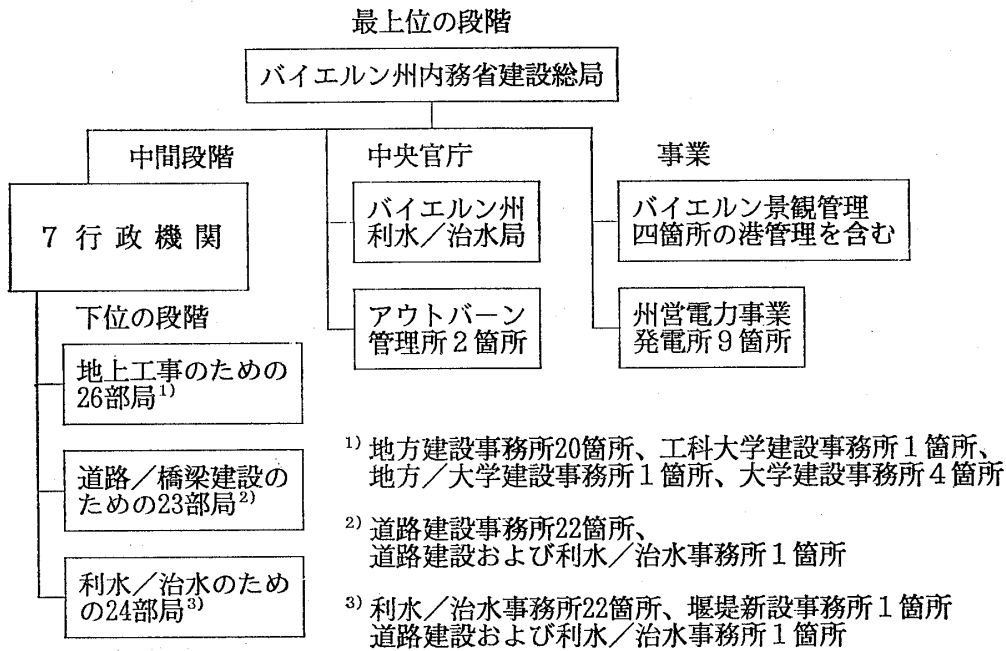 最上位の段階
バイエルン州内務省建設総局
中間段階
7行政機関
下位の段階
地上工事のための
26部局1)
道路／橋梁建設の
ための23部局2)
利水／治水のため
の24部局3)
中央官庁
バイエルン州
利水／治水局
アウトバーン
管理所2箇所
事業
バイエルン景観管理
四箇所の港管理を含む
州営電力事業
発電所9箇所
1) 地方建設事務所20箇所、工科大学建設事務所1箇所、
地方／大学建設事務所1箇所、大学建設事務所4箇所
2) 道路建設事務所22箇所、
道路建設および利水／治水事務所1箇所
3) 利水／治水事務所22箇所、堰堤新設事務所1箇所
道路建設および利水／治水事務所1箇所